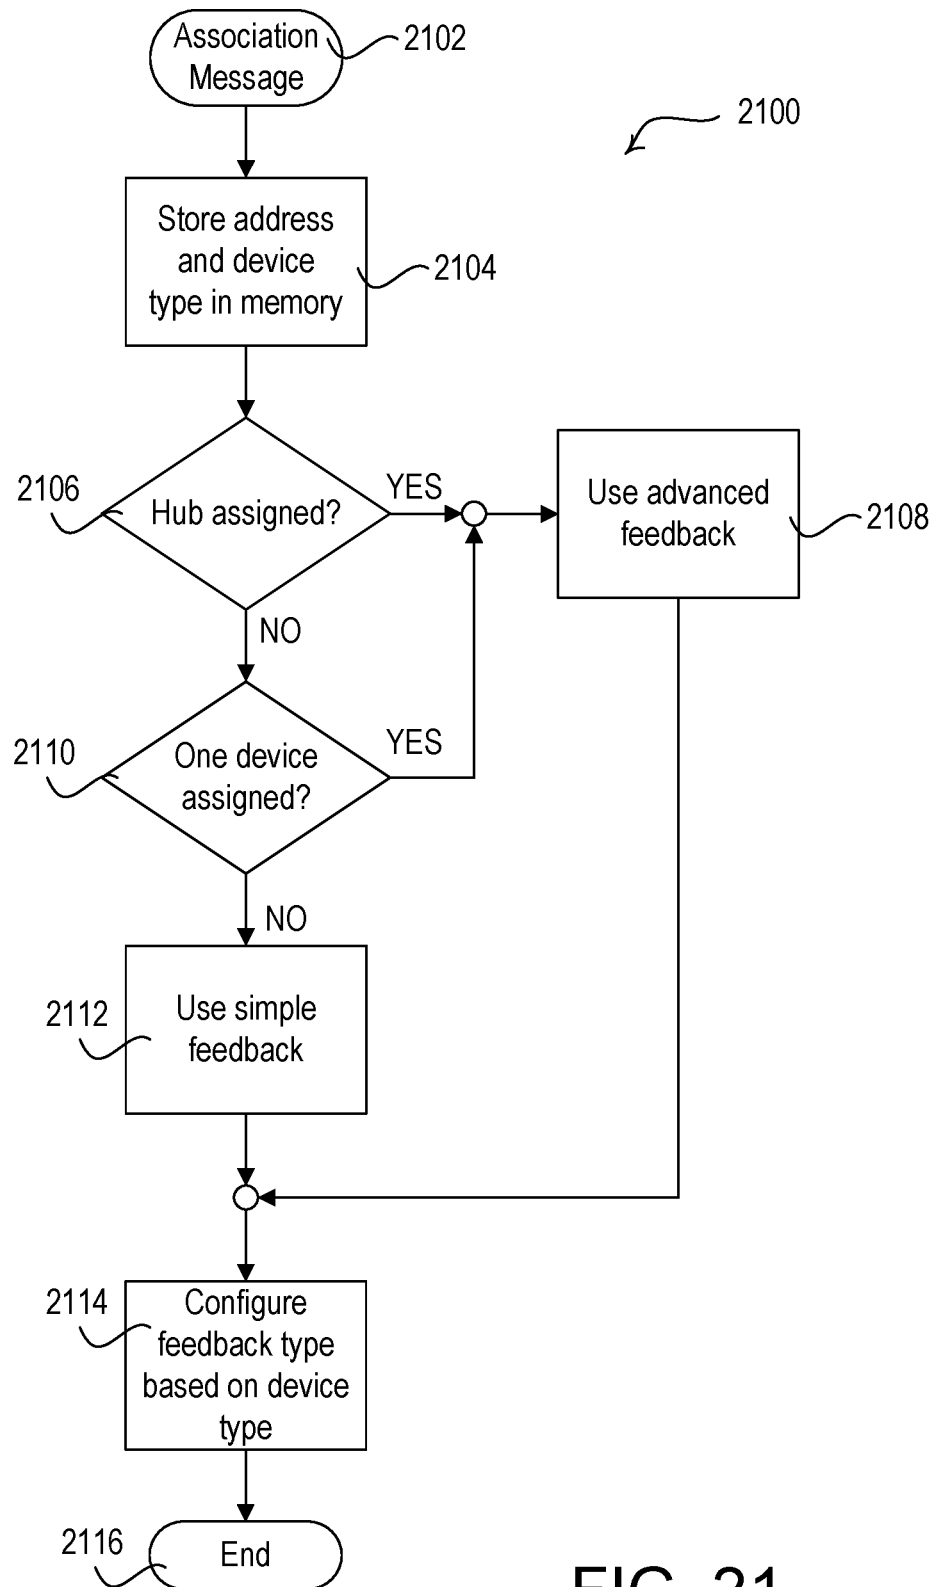 Association
Message
2102
2100
Store address
and device
type in memory
2104
2106
Hub assigned?
YES
Use advanced
feedback
2108
NO
2110
One device
assigned?
YES
NO
2112
Use simple
feedback
2114
Configure
feedback type
based on device
type
2116
End
FIG. 21